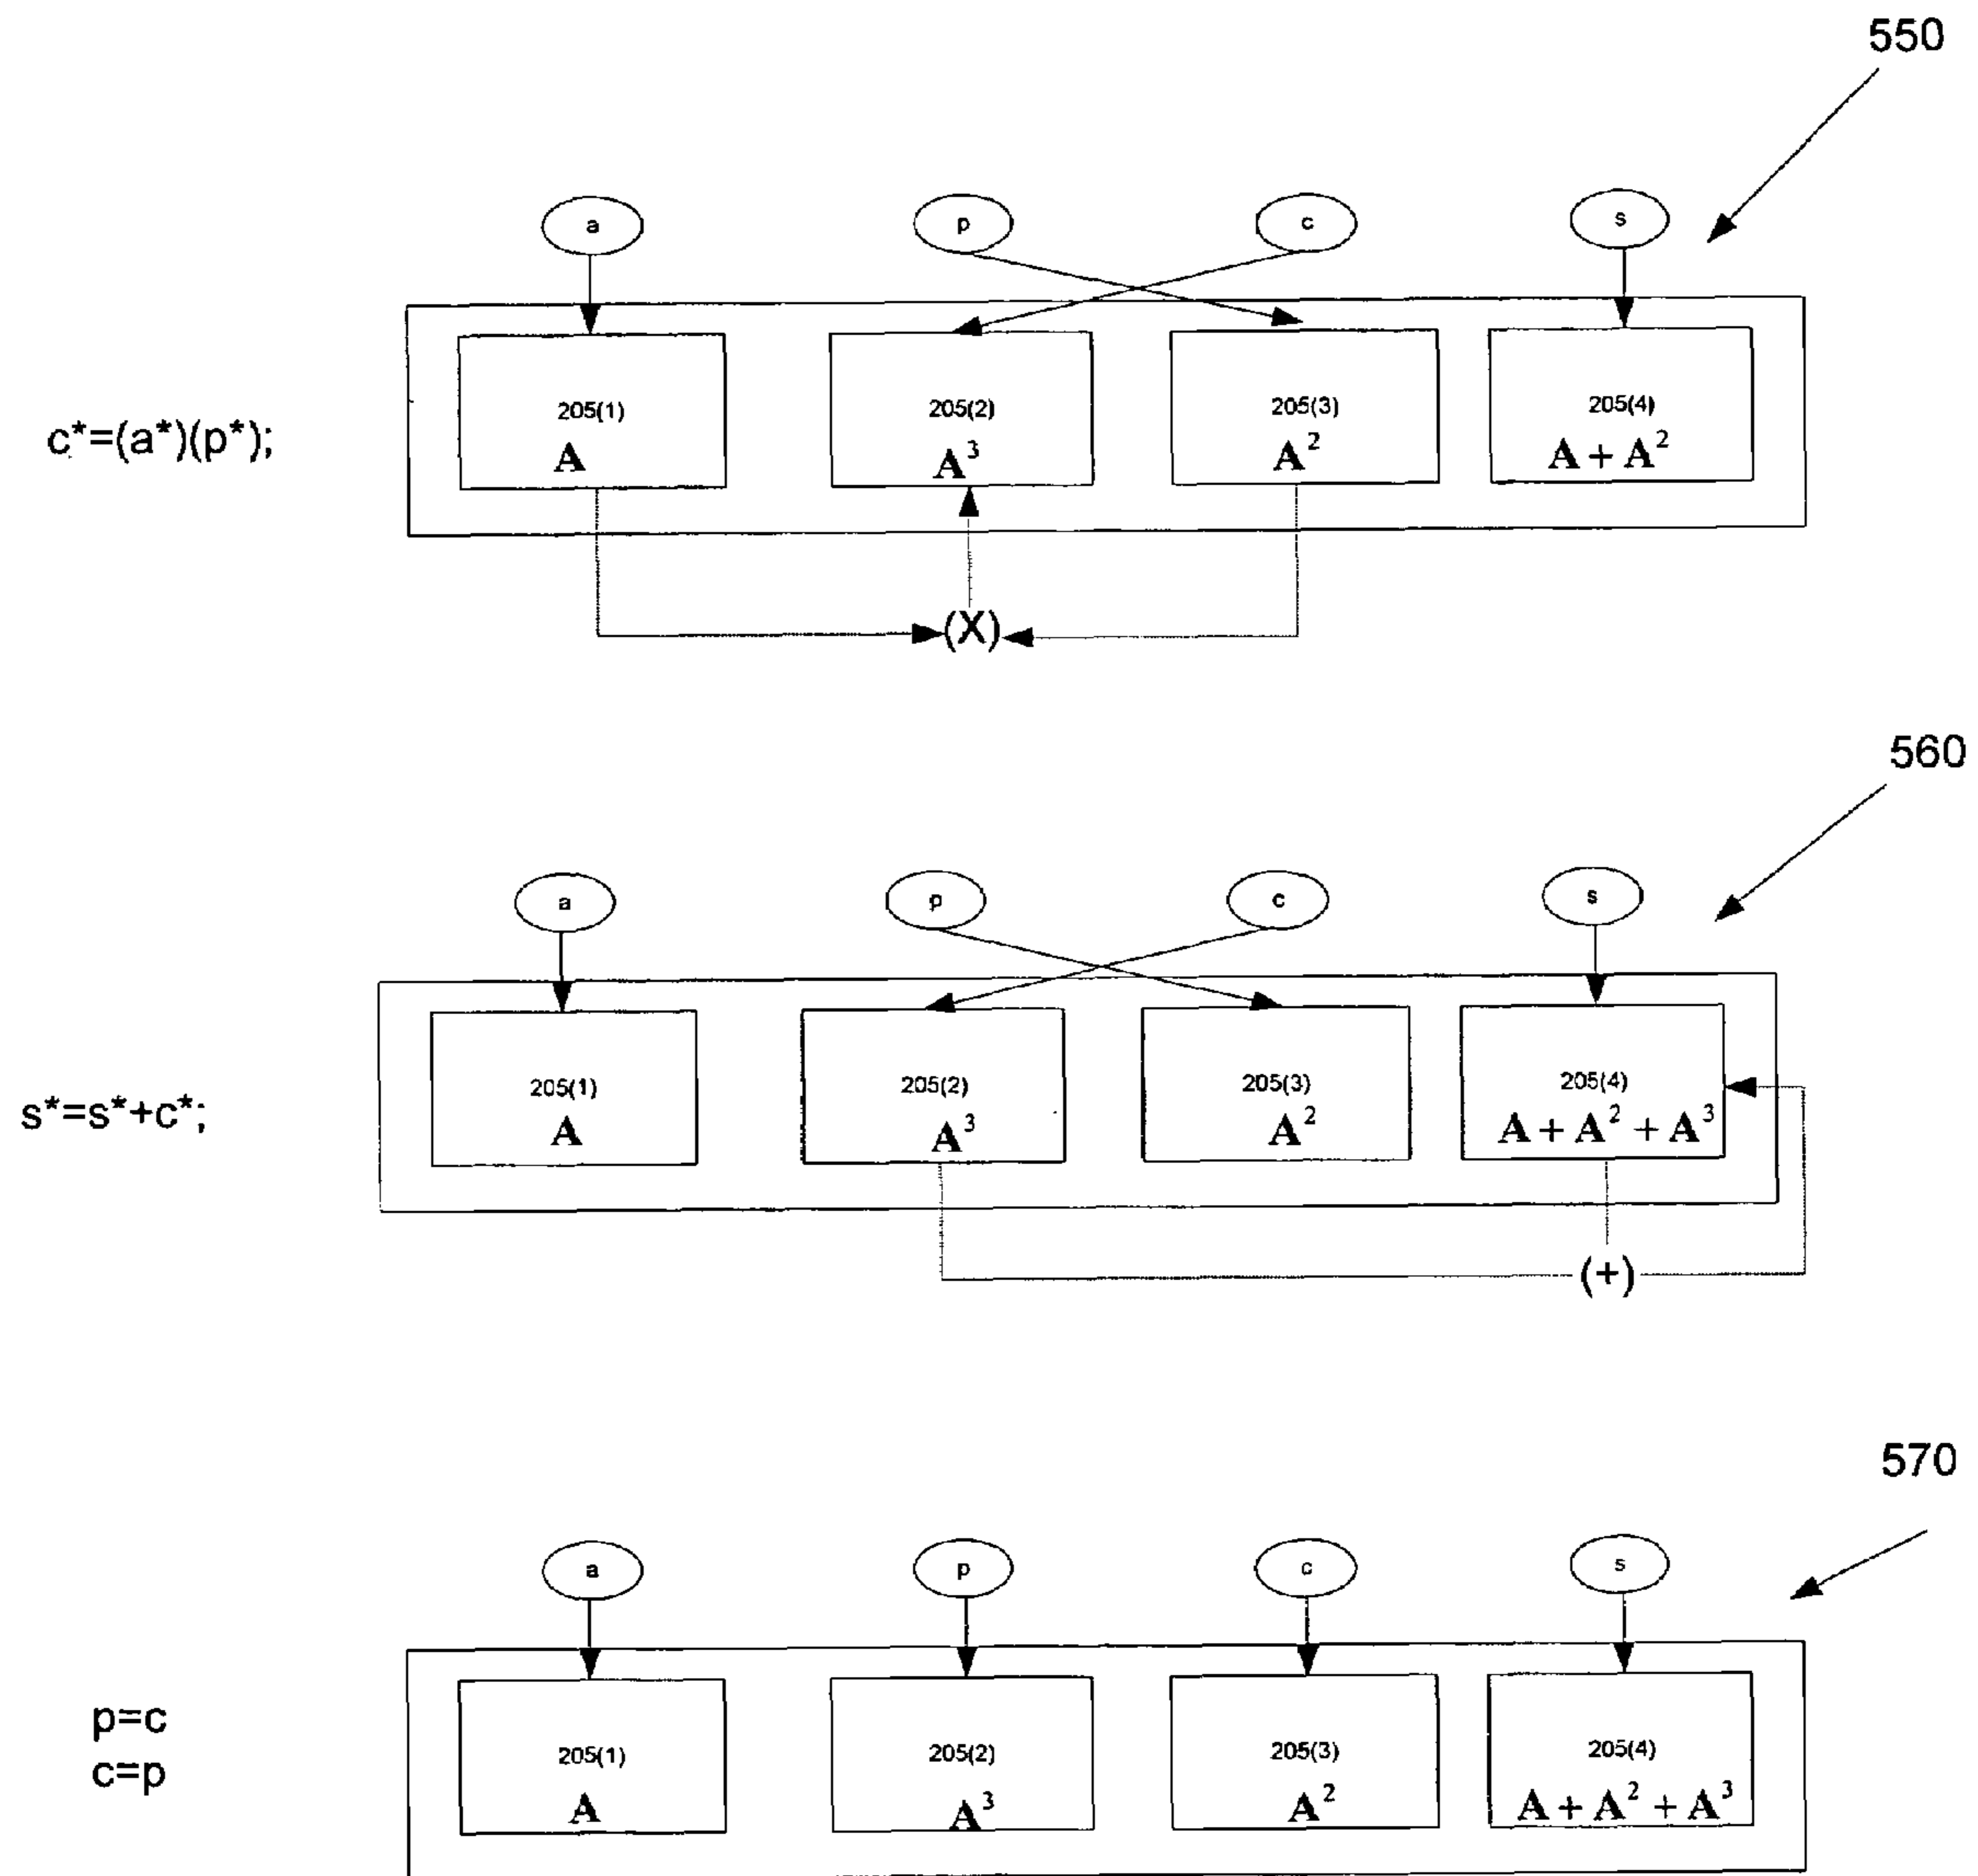 550
a p c s
c*=(a*)(p*);
205(1) 205(2) 205(3) 205(4)
A A³ A² A + A²
(X)
560
a p c s
s*=s*+c*;
205(1) 205(2) 205(3) 205(4)
A A³ A² A + A² + A³
(+)
570
a p c s
p=c
c=p
205(1) 205(2) 205(3) 205(4)
A A³ A² A + A² + A³